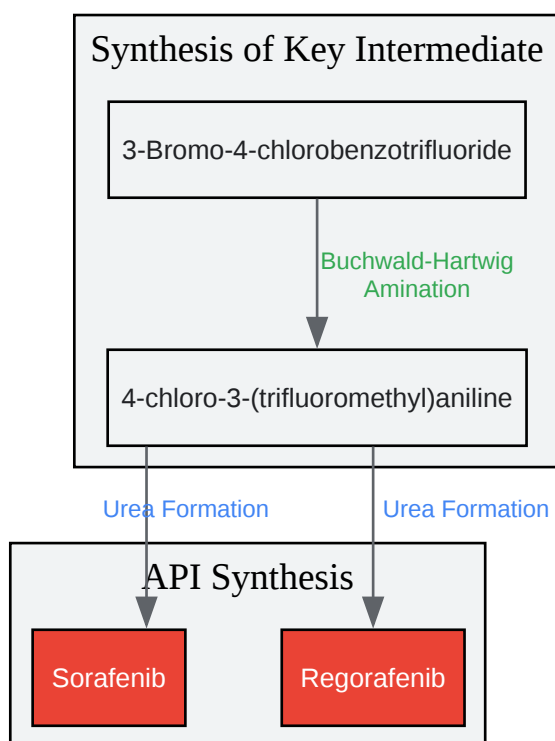 Synthesis of Key Intermediate
3-Bromo-4-chlorobenzotrifluoride
Buchwald-Hartwig
Amination
4-chloro-3-(trifluoromethyl)aniline
Urea Formation
Urea Formation
API Synthesis
Sorafenib
Regorafenib